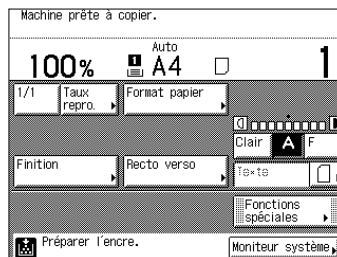 Machine prête à copier.
100% 1 Auto A4 1
1/1 Taux repro. Format papier
Clair A F
Finition Recto verso Texte
Fonctions spéciales
Préparer l'encre. Moniteur système